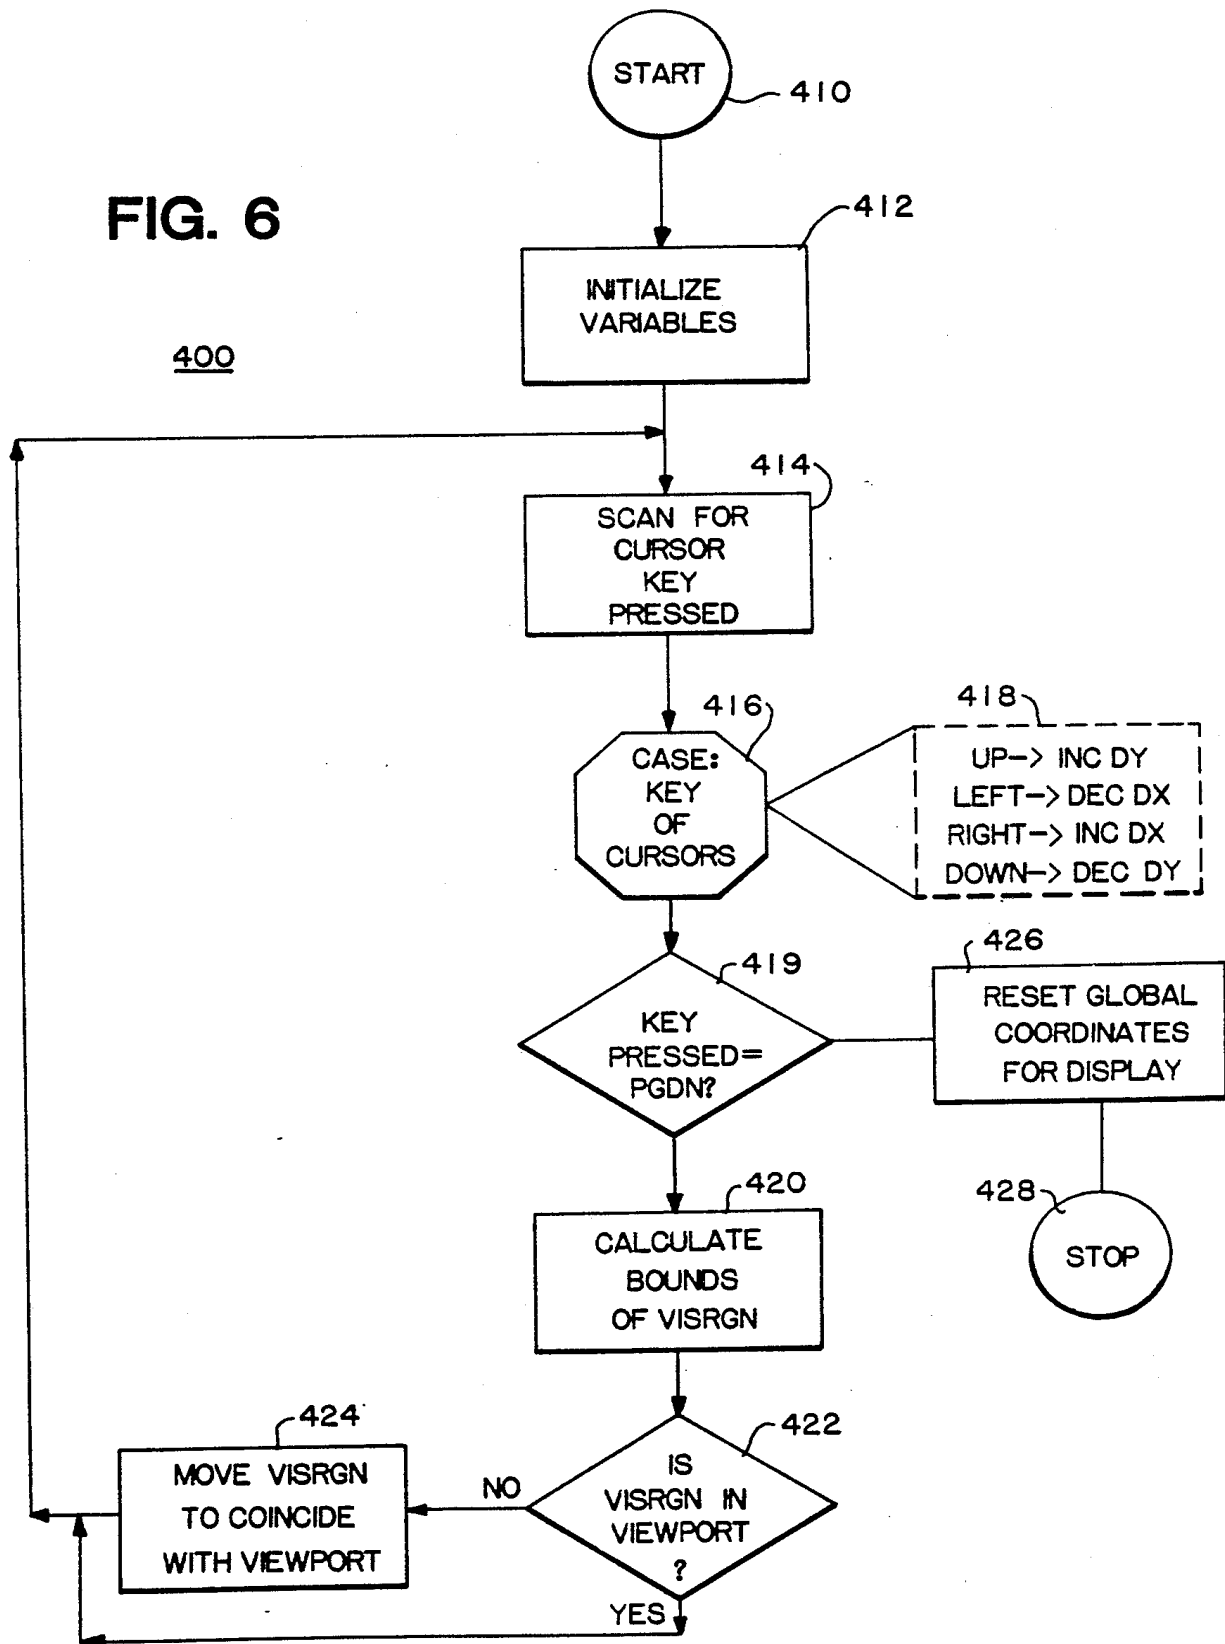 START
410
FIG. 6
412
INITIALIZE
VARIABLES
400
414
SCAN FOR
CURSOR
KEY
PRESSED
416
CASE:
KEY
OF
CURSORS
418
UP-> INC DY
LEFT-> DEC DX
RIGHT-> INC DX
DOWN-> DEC DY
419
KEY
PRESSED=
PGDN?
426
RESET GLOBAL
COORDINATES
FOR DISPLAY
428
STOP
420
CALCULATE
BOUNDS
OF VISRGN
422
IS
VISRGN IN
VIEWPORT
?
NO
424
MOVE VISRGN
TO COINCIDE
WITH VIEWPORT
YES